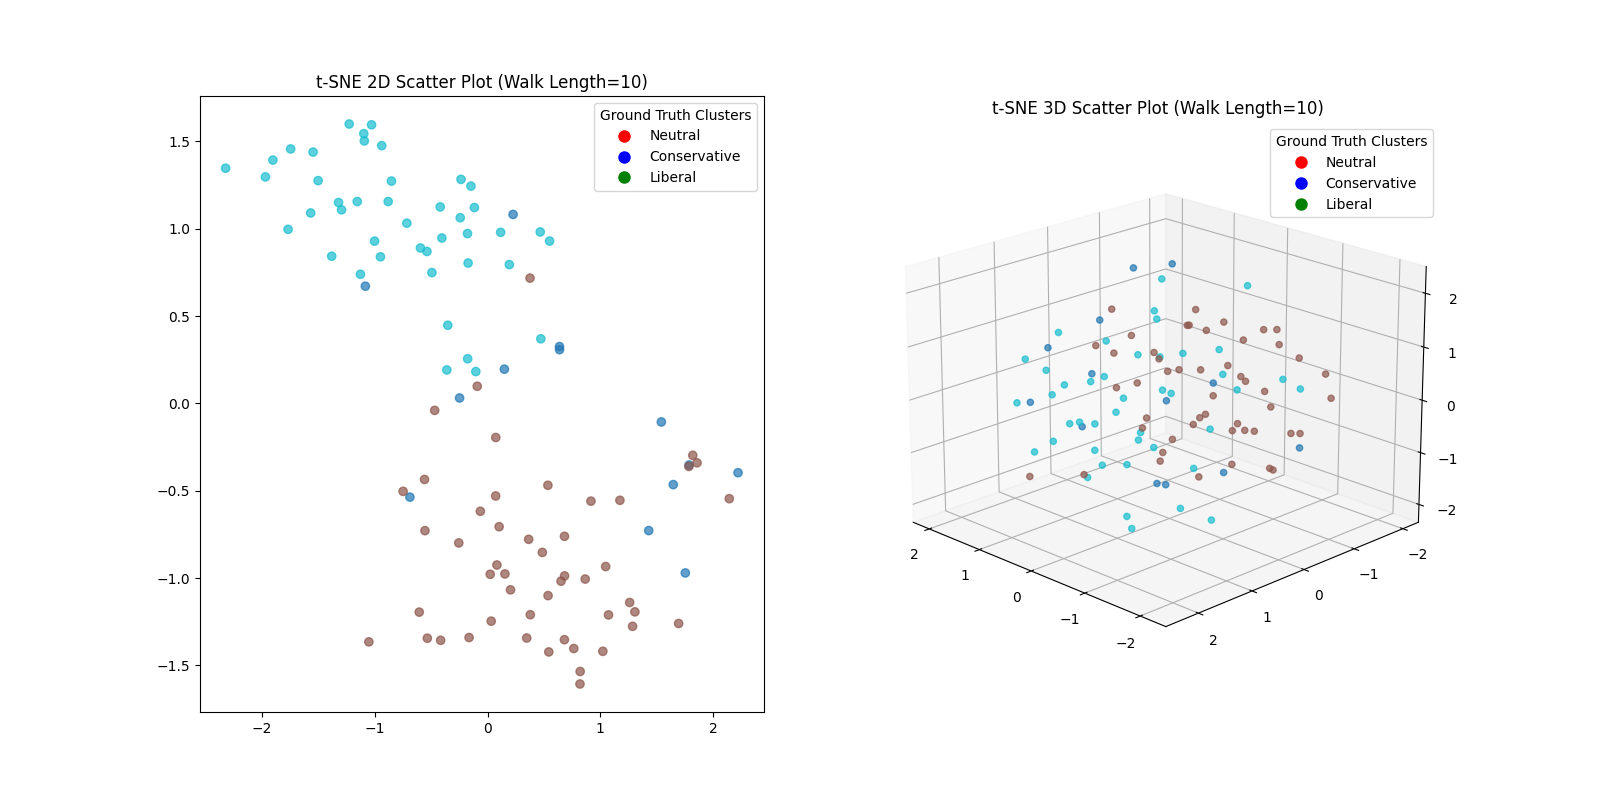 t-SNE 2D Scatter Plot (Walk Length=10)
Ground Truth Clusters
Neutral
Conservative
Liberal
1.5
1.0
0.5
0.0
−0.5
−1.0
−1.5
−2
−1
0
1
2
t-SNE 3D Scatter Plot (Walk Length=10)
Ground Truth Clusters
Neutral
Conservative
Liberal
2
1
0
−1
−2
2
1
0
−1
−2
2
1
0
−1
−2